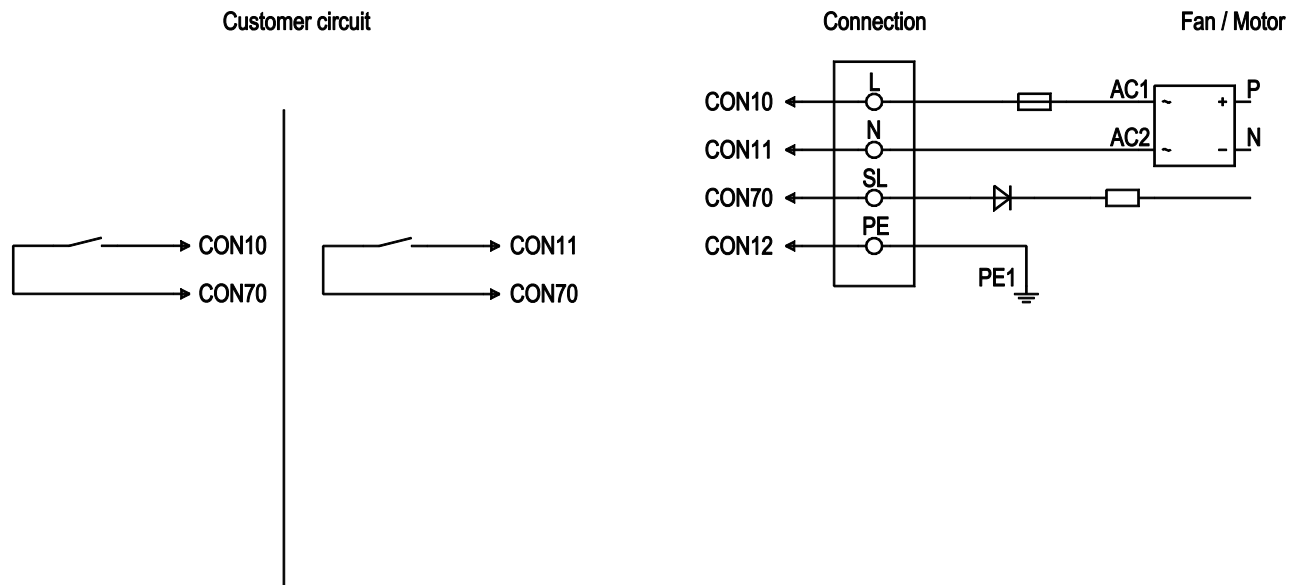 Customer circuit
Connection
Fan / Motor
CON10
L
AC1
~
+
P
CON11
N
AC2
~
–
N
CON70
SL
CON12
PE
PE1
CON10
CON70
CON11
CON70